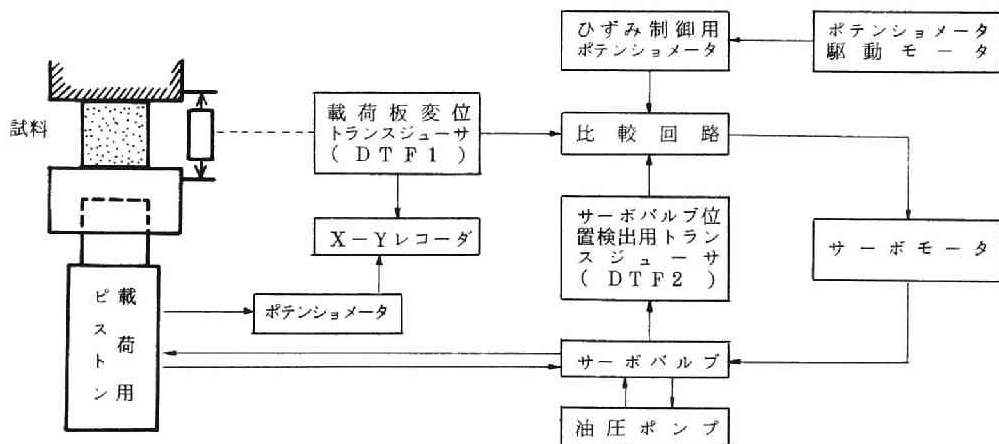 ひずみ制御用
ポテンショメータ
ポテンショメータ
駆動モータ
試料
載荷板変位
トランスジューサ
(DTF1)
比較回路
X-Yレコーダ
サーボバルブ位
置検出用トラン
スジューサ
(DTF2)
サーボモータ
載荷用
ピストン
ポテンショメータ
サーボバルブ
油圧ポンプ